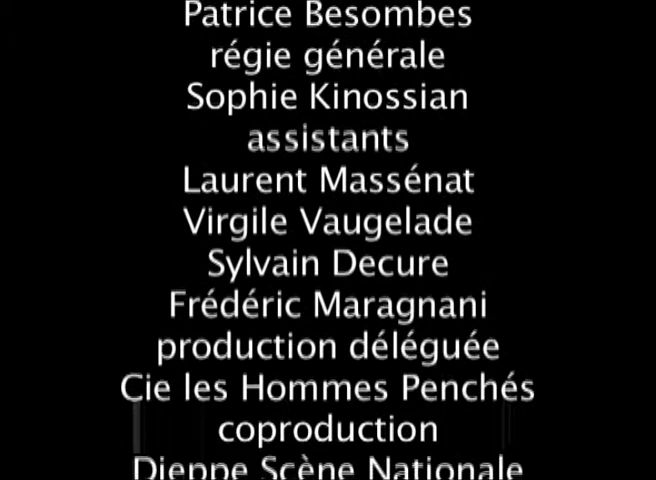 Patrice Besombes
régie générale
Sophie Kinossian
assistants
Laurent Massénat
Virgile Vaugelade
Sylvain Decure
Frédéric Maragnani
production déléguée
Cie les Hommes Penchés
coproduction
Dieppe Scène Nationale